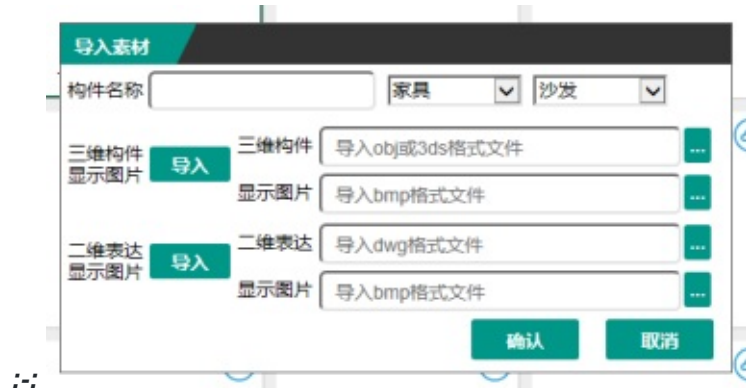 导入素材
构件名称 家具 沙发
三维构件 显示图片 导入 三维构件 导入obj或3ds格式文件 ...
显示图片 导入bmp格式文件 ...
二维表达 显示图片 导入 二维表达 导入dwg格式文件 ...
显示图片 导入bmp格式文件 ...
确认 取消